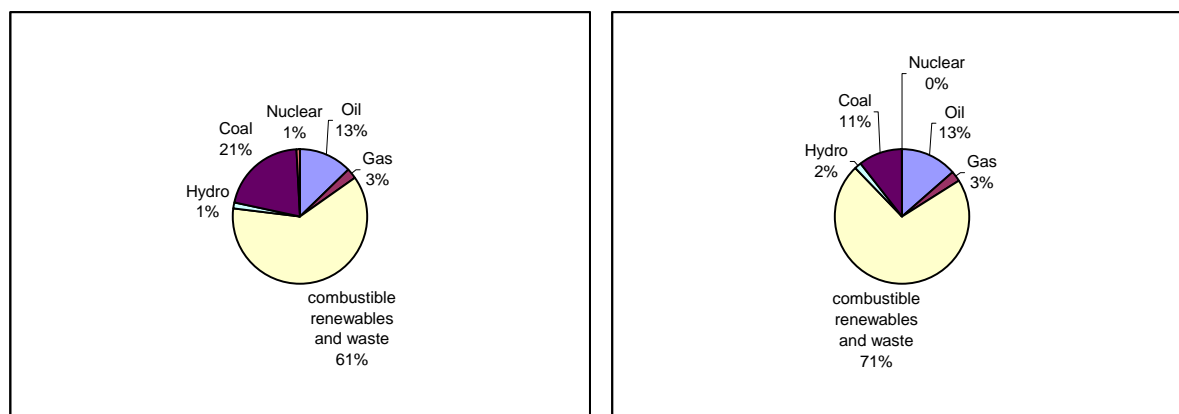 Nuclear
1%
Oil
13%
Coal
21%
Gas
3%
Hydro
1%
combustible
renewables
and waste
61%
Nuclear
0%
Coal
11%
Oil
13%
Hydro
2%
Gas
3%
combustible
renewables
and waste
71%